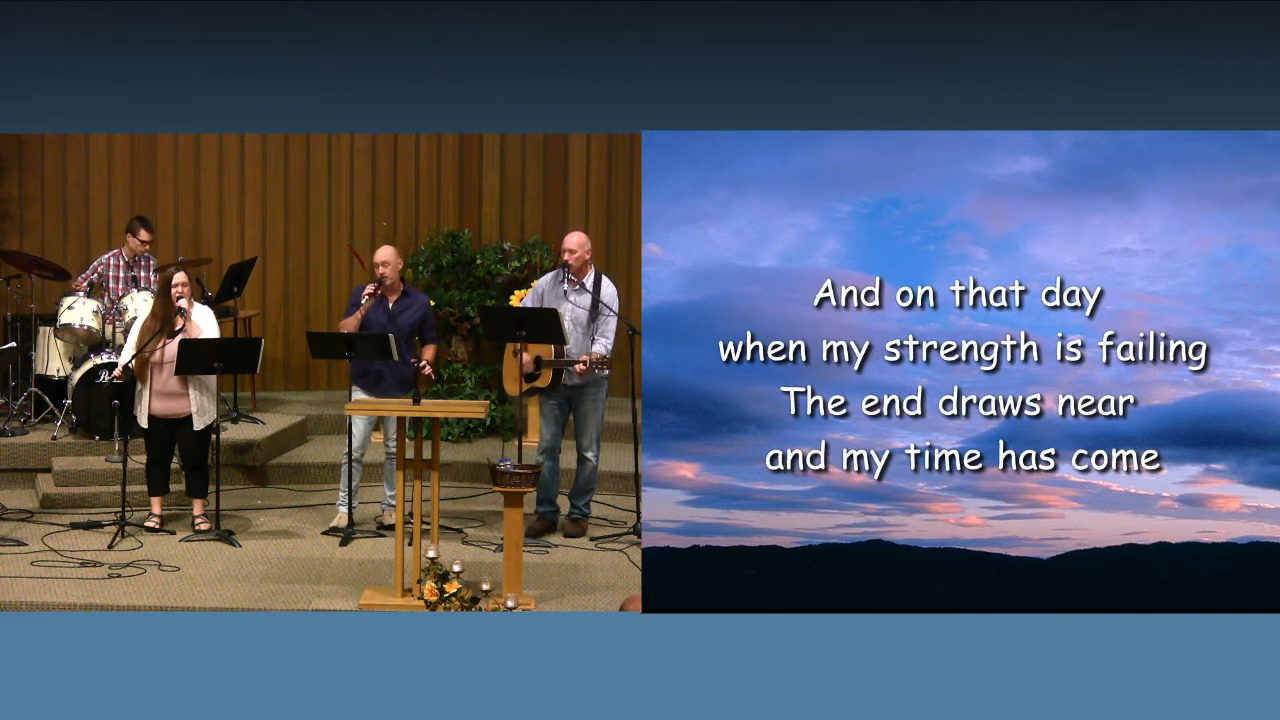 And on that day
when my strength is failing
The end draws near
and my time has come